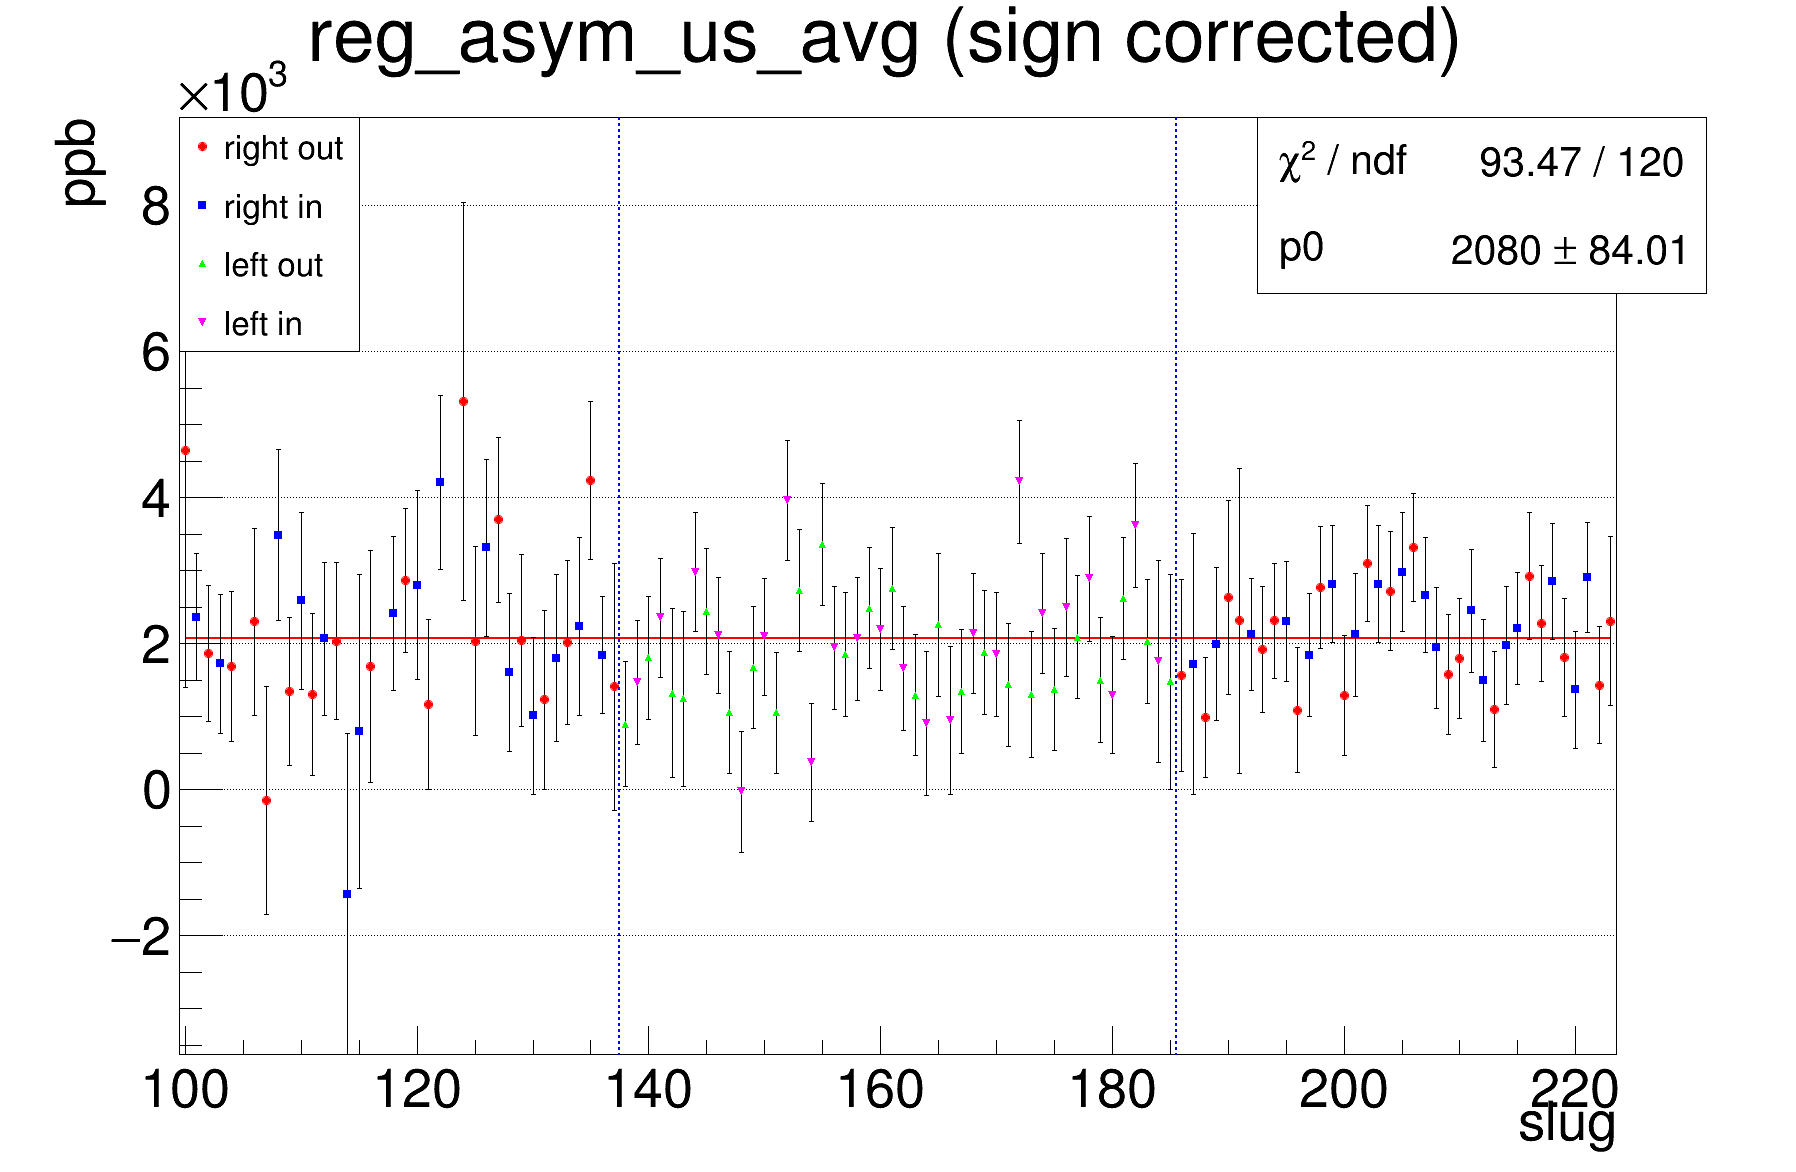 reg_asym_us_avg (sign corrected)
×10³
ppb
right out
right in
left out
left in
χ² / ndf 93.47 / 120
p0 2080 ± 84.01
8
6
4
2
0
−2
100 120 140 160 180 200 220
slug